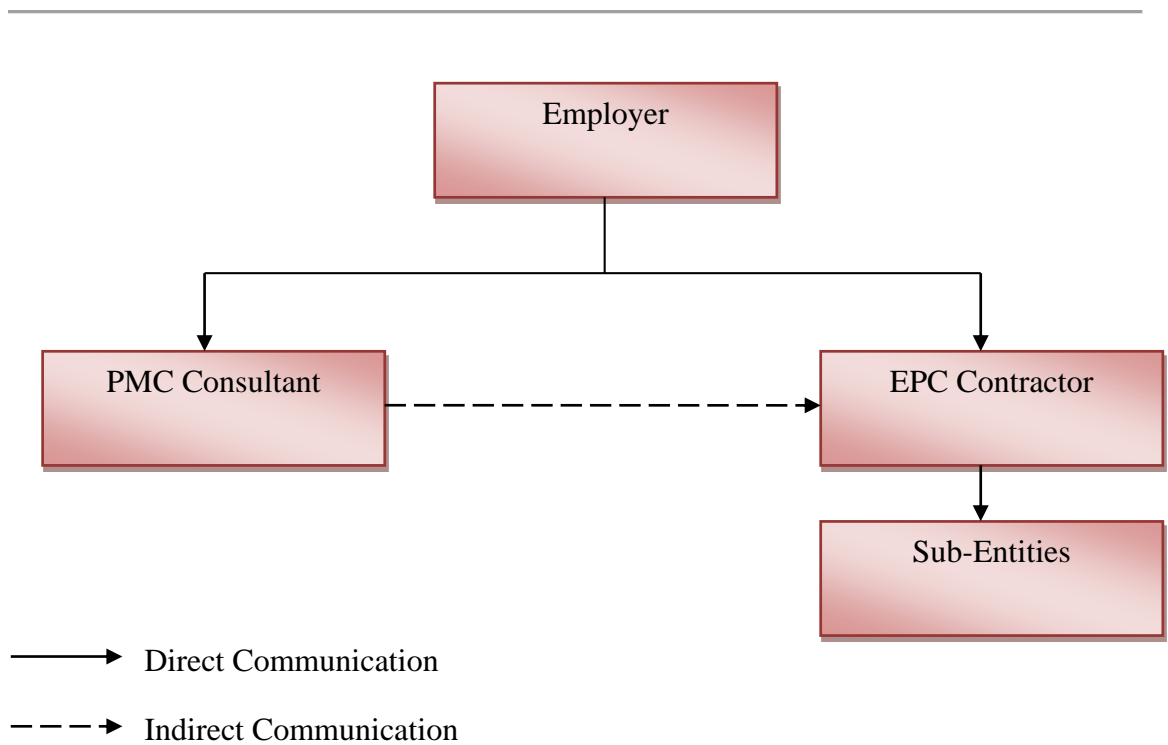 Employer
PMC Consultant
EPC Contractor
Sub-Entities
Direct Communication
Indirect Communication